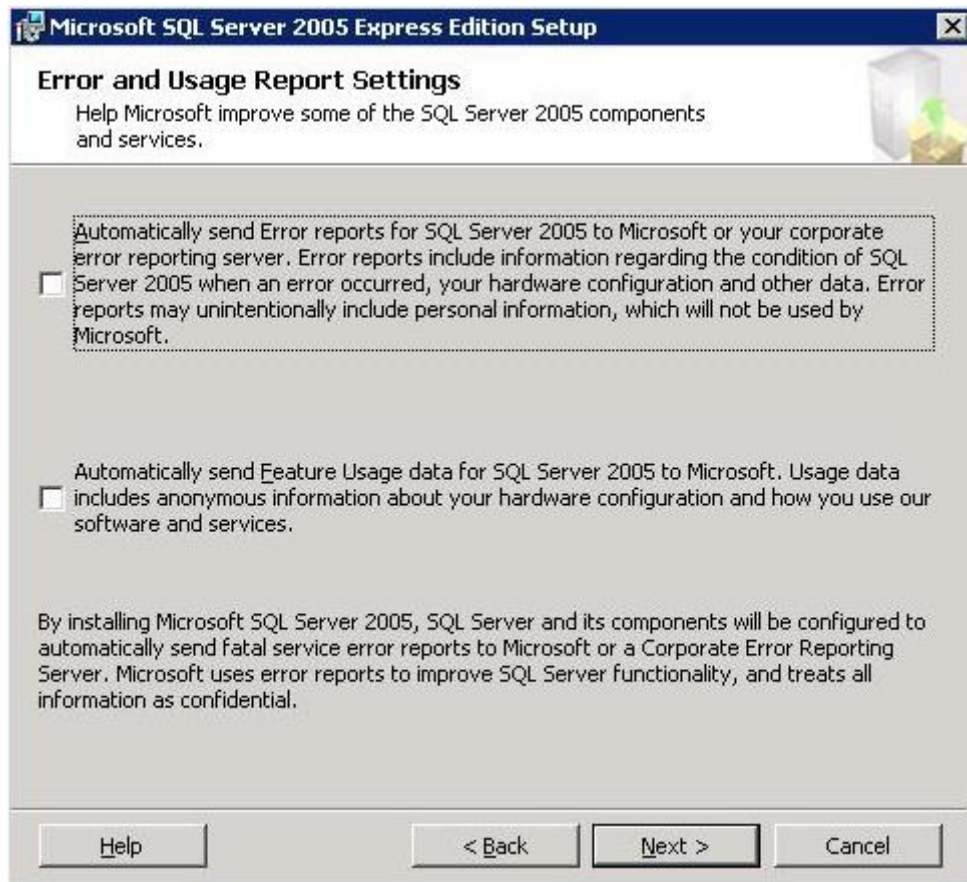 Microsoft SQL Server 2005 Express Edition Setup
Error and Usage Report Settings
Help Microsoft improve some of the SQL Server 2005 components
and services.
Automatically send Error reports for SQL Server 2005 to Microsoft or your corporate
error reporting server. Error reports include information regarding the condition of SQL
Server 2005 when an error occurred, your hardware configuration and other data. Error
reports may unintentionally include personal information, which will not be used by
Microsoft.
Automatically send Feature Usage data for SQL Server 2005 to Microsoft. Usage data
includes anonymous information about your hardware configuration and how you use our
software and services.
By installing Microsoft SQL Server 2005, SQL Server and its components will be configured to
automatically send fatal service error reports to Microsoft or a Corporate Error Reporting
Server. Microsoft uses error reports to improve SQL Server functionality, and treats all
information as confidential.
Help
< Back
Next >
Cancel